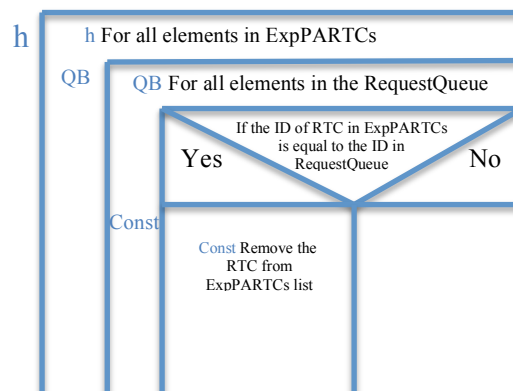 h
h For all elements in ExpPARTCs
QB
QB For all elements in the RequestQueue
If the ID of RTC in ExpPARTCs
is equal to the ID in
RequestQueue
Yes
No
Const
Const Remove the
RTC from
ExpPARTCs list